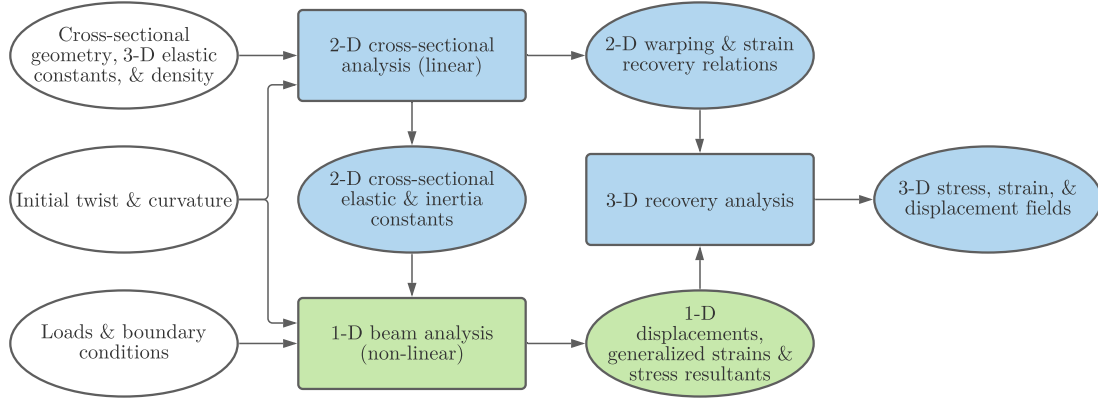 Cross-sectional
geometry, 3-D elastic
constants, & density
2-D cross-sectional
analysis (linear)
2-D warping & strain
recovery relations
Initial twist & curvature
2-D cross-sectional
elastic & inertia
constants
3-D recovery analysis
3-D stress, strain, &
displacement fields
Loads & boundary
conditions
1-D beam analysis
(non-linear)
1-D
displacements,
generalized strains &
stress resultants